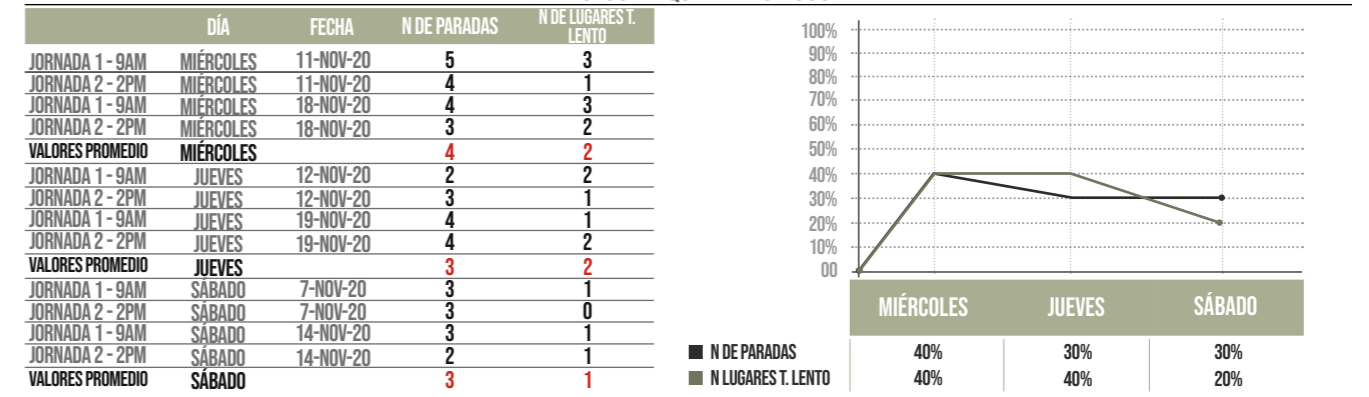 DÍA FECHA N DE PARADAS N DE LUGARES T. LENTO
JORNADA 1 - 9AM MIÉRCOLES 11-NOV-20 5 3
JORNADA 2 - 2PM MIÉRCOLES 11-NOV-20 4 1
JORNADA 1 - 9AM MIÉRCOLES 18-NOV-20 4 3
JORNADA 2 - 2PM MIÉRCOLES 18-NOV-20 3 2
VALORES PROMEDIO MIÉRCOLES 4 2
JORNADA 1 - 9AM JUEVES 12-NOV-20 2 2
JORNADA 2 - 2PM JUEVES 12-NOV-20 3 1
JORNADA 1 - 9AM JUEVES 19-NOV-20 4 1
JORNADA 2 - 2PM JUEVES 19-NOV-20 4 2
VALORES PROMEDIO JUEVES 3 2
JORNADA 1 - 9AM SÁBADO 7-NOV-20 3 1
JORNADA 2 - 2PM SÁBADO 7-NOV-20 3 0
JORNADA 1 - 9AM SÁBADO 14-NOV-20 3 1
JORNADA 2 - 2PM SÁBADO 14-NOV-20 2 1
VALORES PROMEDIO SÁBADO 3 1
100%
90%
80%
70%
60%
50%
40%
30%
20%
10%
00
MIÉRCOLES JUEVES SÁBADO
N DE PARADAS 40% 30% 30%
N LUGARES T. LENTO 40% 40% 20%